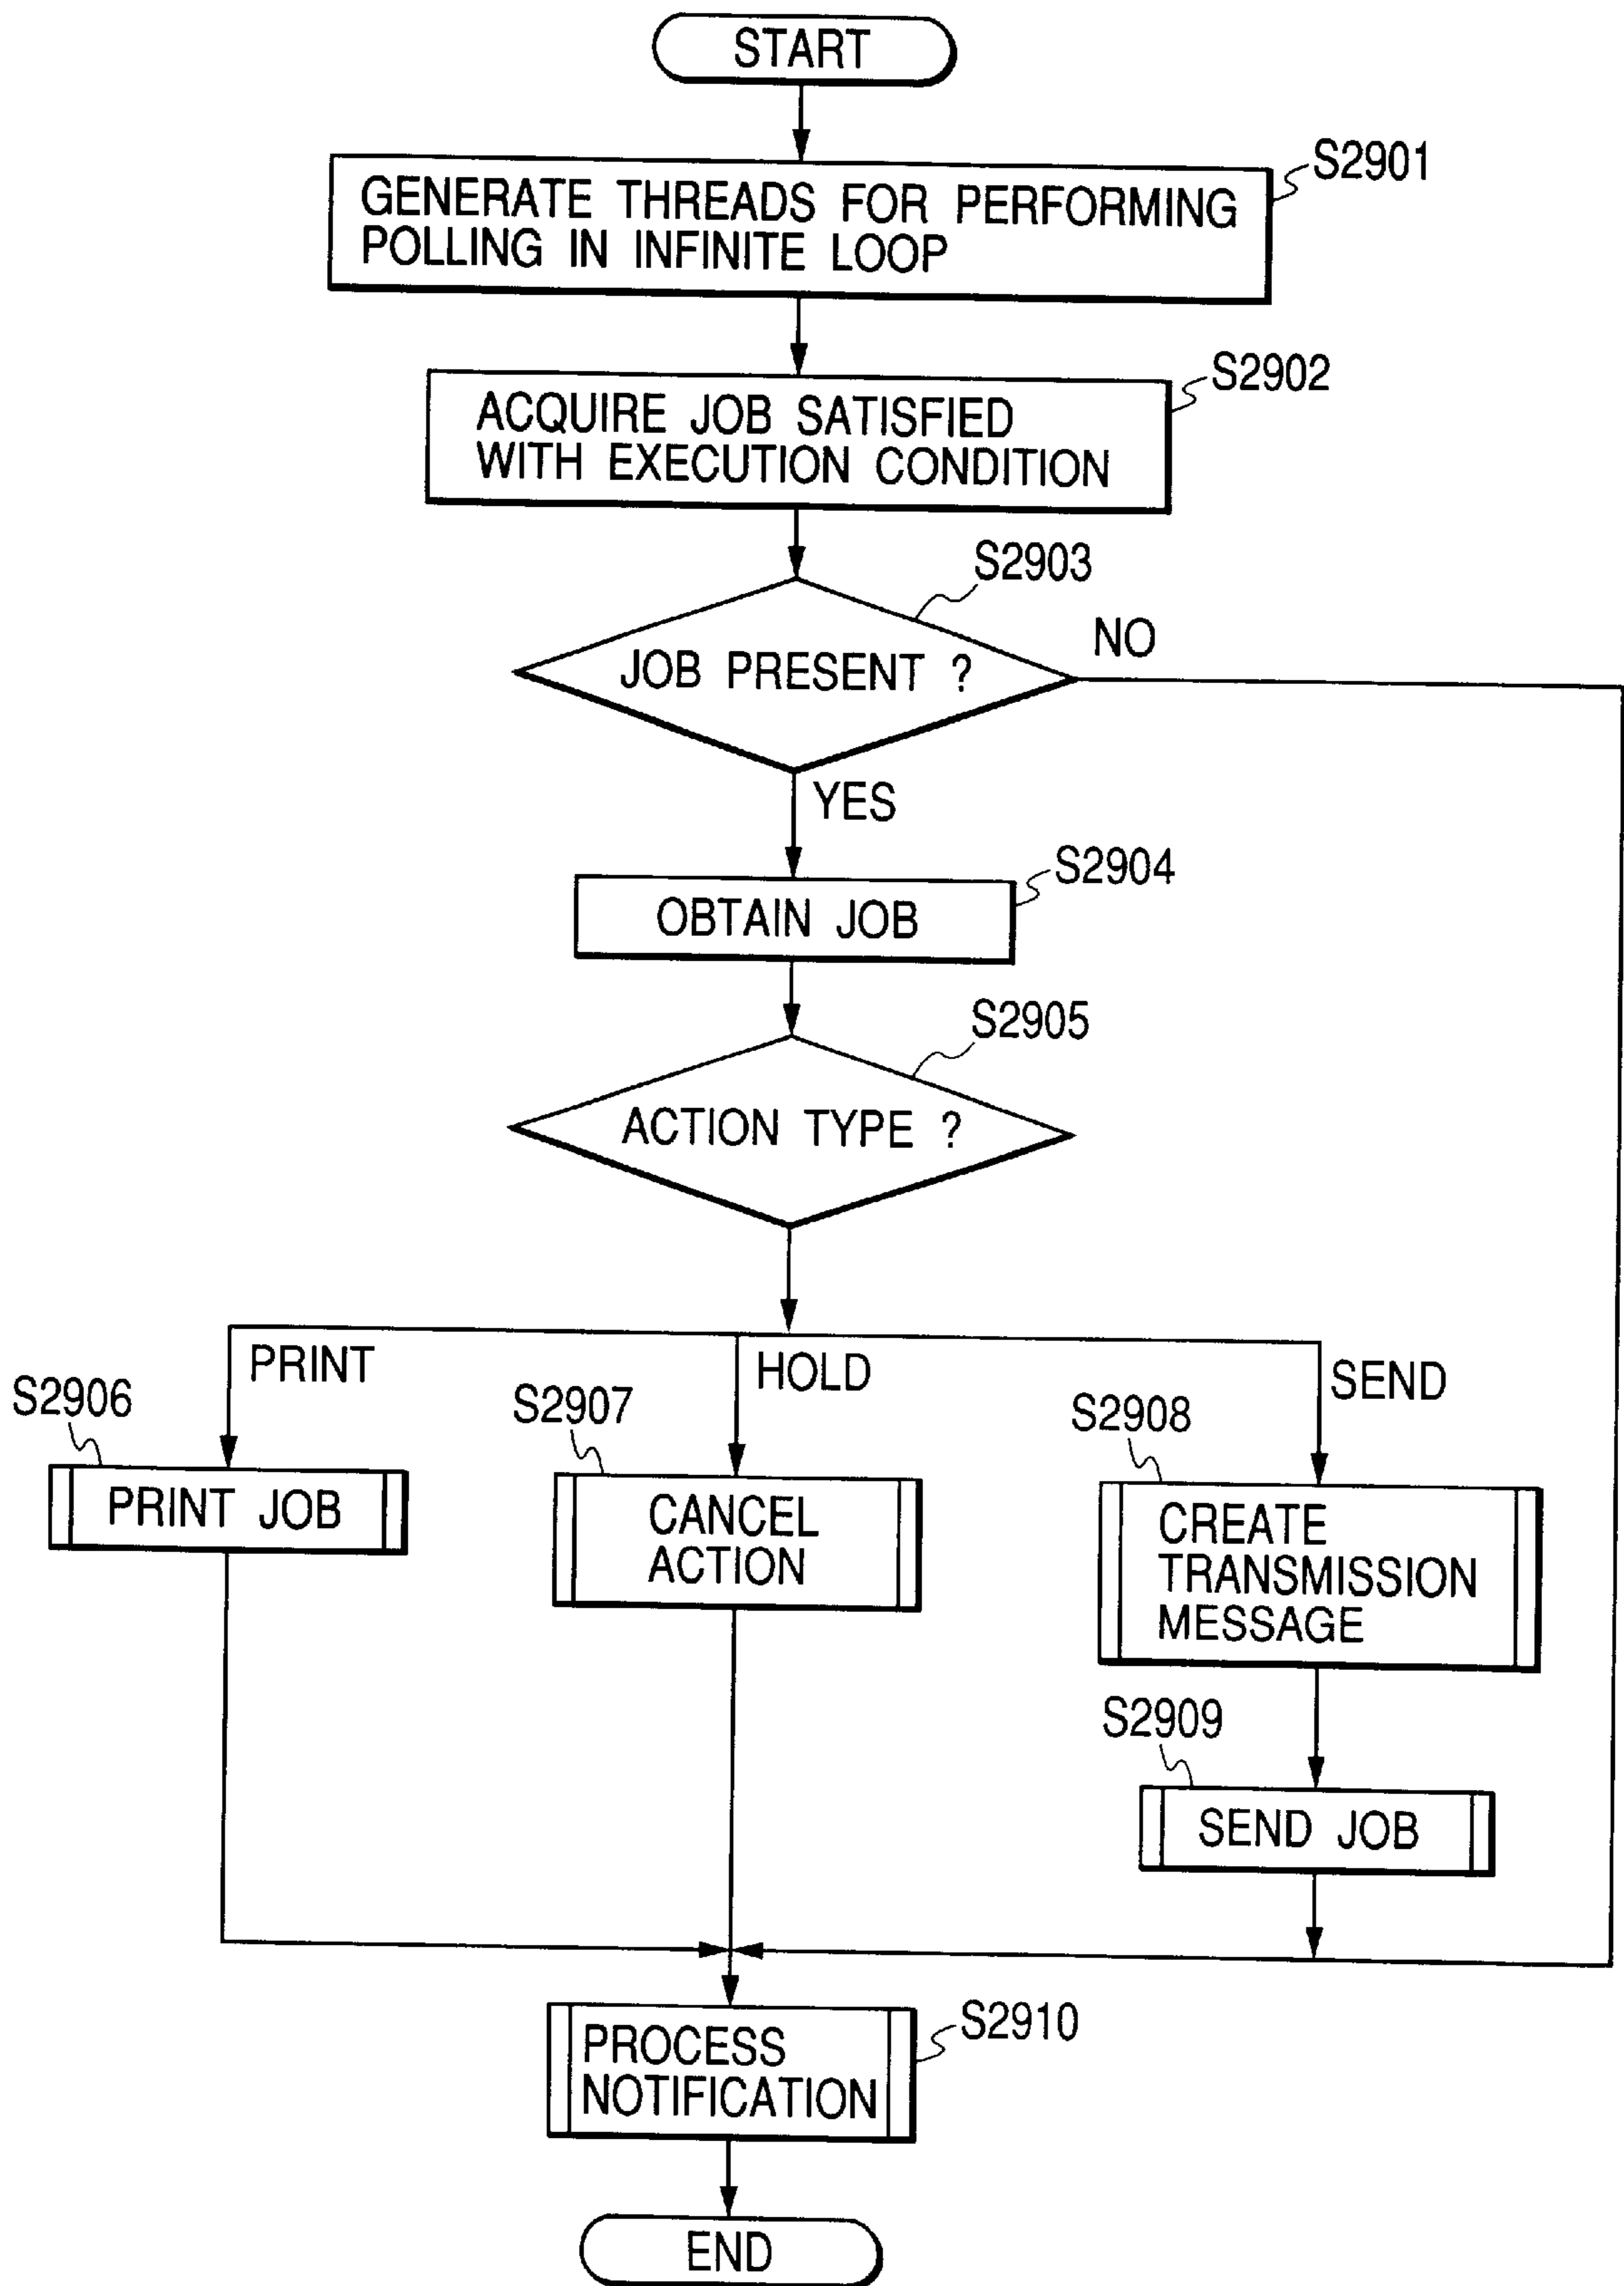 START
S2901
GENERATE THREADS FOR PERFORMING
POLLING IN INFINITE LOOP
S2902
ACQUIRE JOB SATISFIED
WITH EXECUTION CONDITION
S2903
NO
JOB PRESENT ?
YES
S2904
OBTAIN JOB
S2905
ACTION TYPE ?
PRINT
HOLD
SEND
S2906
S2907
S2908
PRINT JOB
CANCEL
ACTION
CREATE
TRANSMISSION
MESSAGE
S2909
SEND JOB
S2910
PROCESS
NOTIFICATION
END